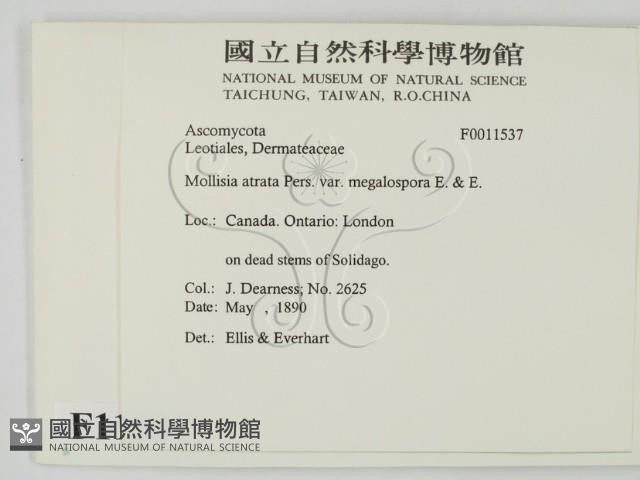 國立自然科學博物館
NATIONAL MUSEUM OF NATURAL SCIENCE
TAICHUNG, TAIWAN, R.O.CHINA
Ascomycota F0011537
Leotiales, Dermateaceae
Mollisia atrata Pers. var. megalospora E. & E.
Loc.: Canada. Ontario: London
on dead stems of Solidago.
Col.: J. Dearness; No. 2625
Date: May , 1890
Det.: Ellis & Everhart
國立自然科學博物館
NATIONAL MUSEUM OF NATURAL SCIENCE